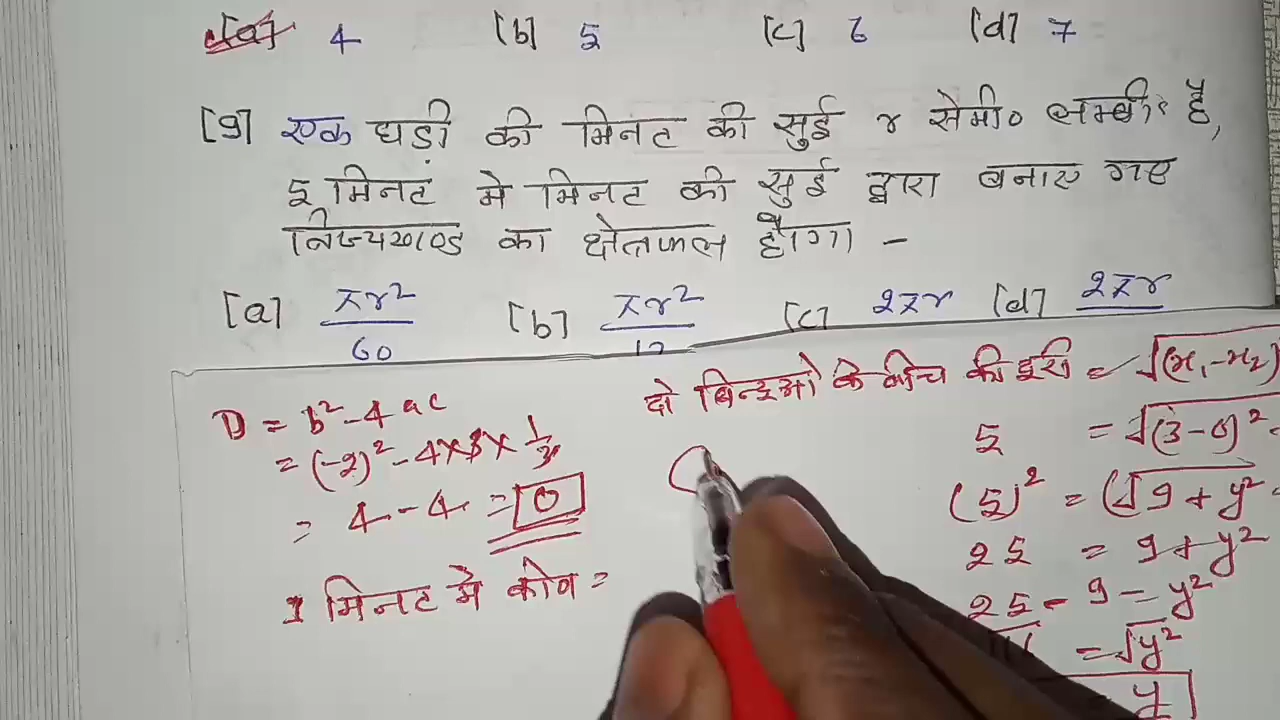 [a] 4 [b] 5 [c] 6 [d] 7
[9] एक घड़ी की मिनट की सुई r सेमी० लम्बी है,
5 मिनट में मिनट की सुई द्वारा बनाए गए
त्रिज्यखण्ड का क्षेत्रफल होगा -
[a] πr²/60 [b] πr²/12 [c] 2πr [d] 2πr
D = b² - 4ac
= (-2)² - 4×3×1/3
= 4 - 4 = 0
1 मिनट में कोण =
दो बिन्दुओं के बीच की दूरी = √(x₁-x₂)
5 = √(3-0)²
(5)² = (√9+y²
25 = 9+y²
25 - 9 = y²
= √y²
y